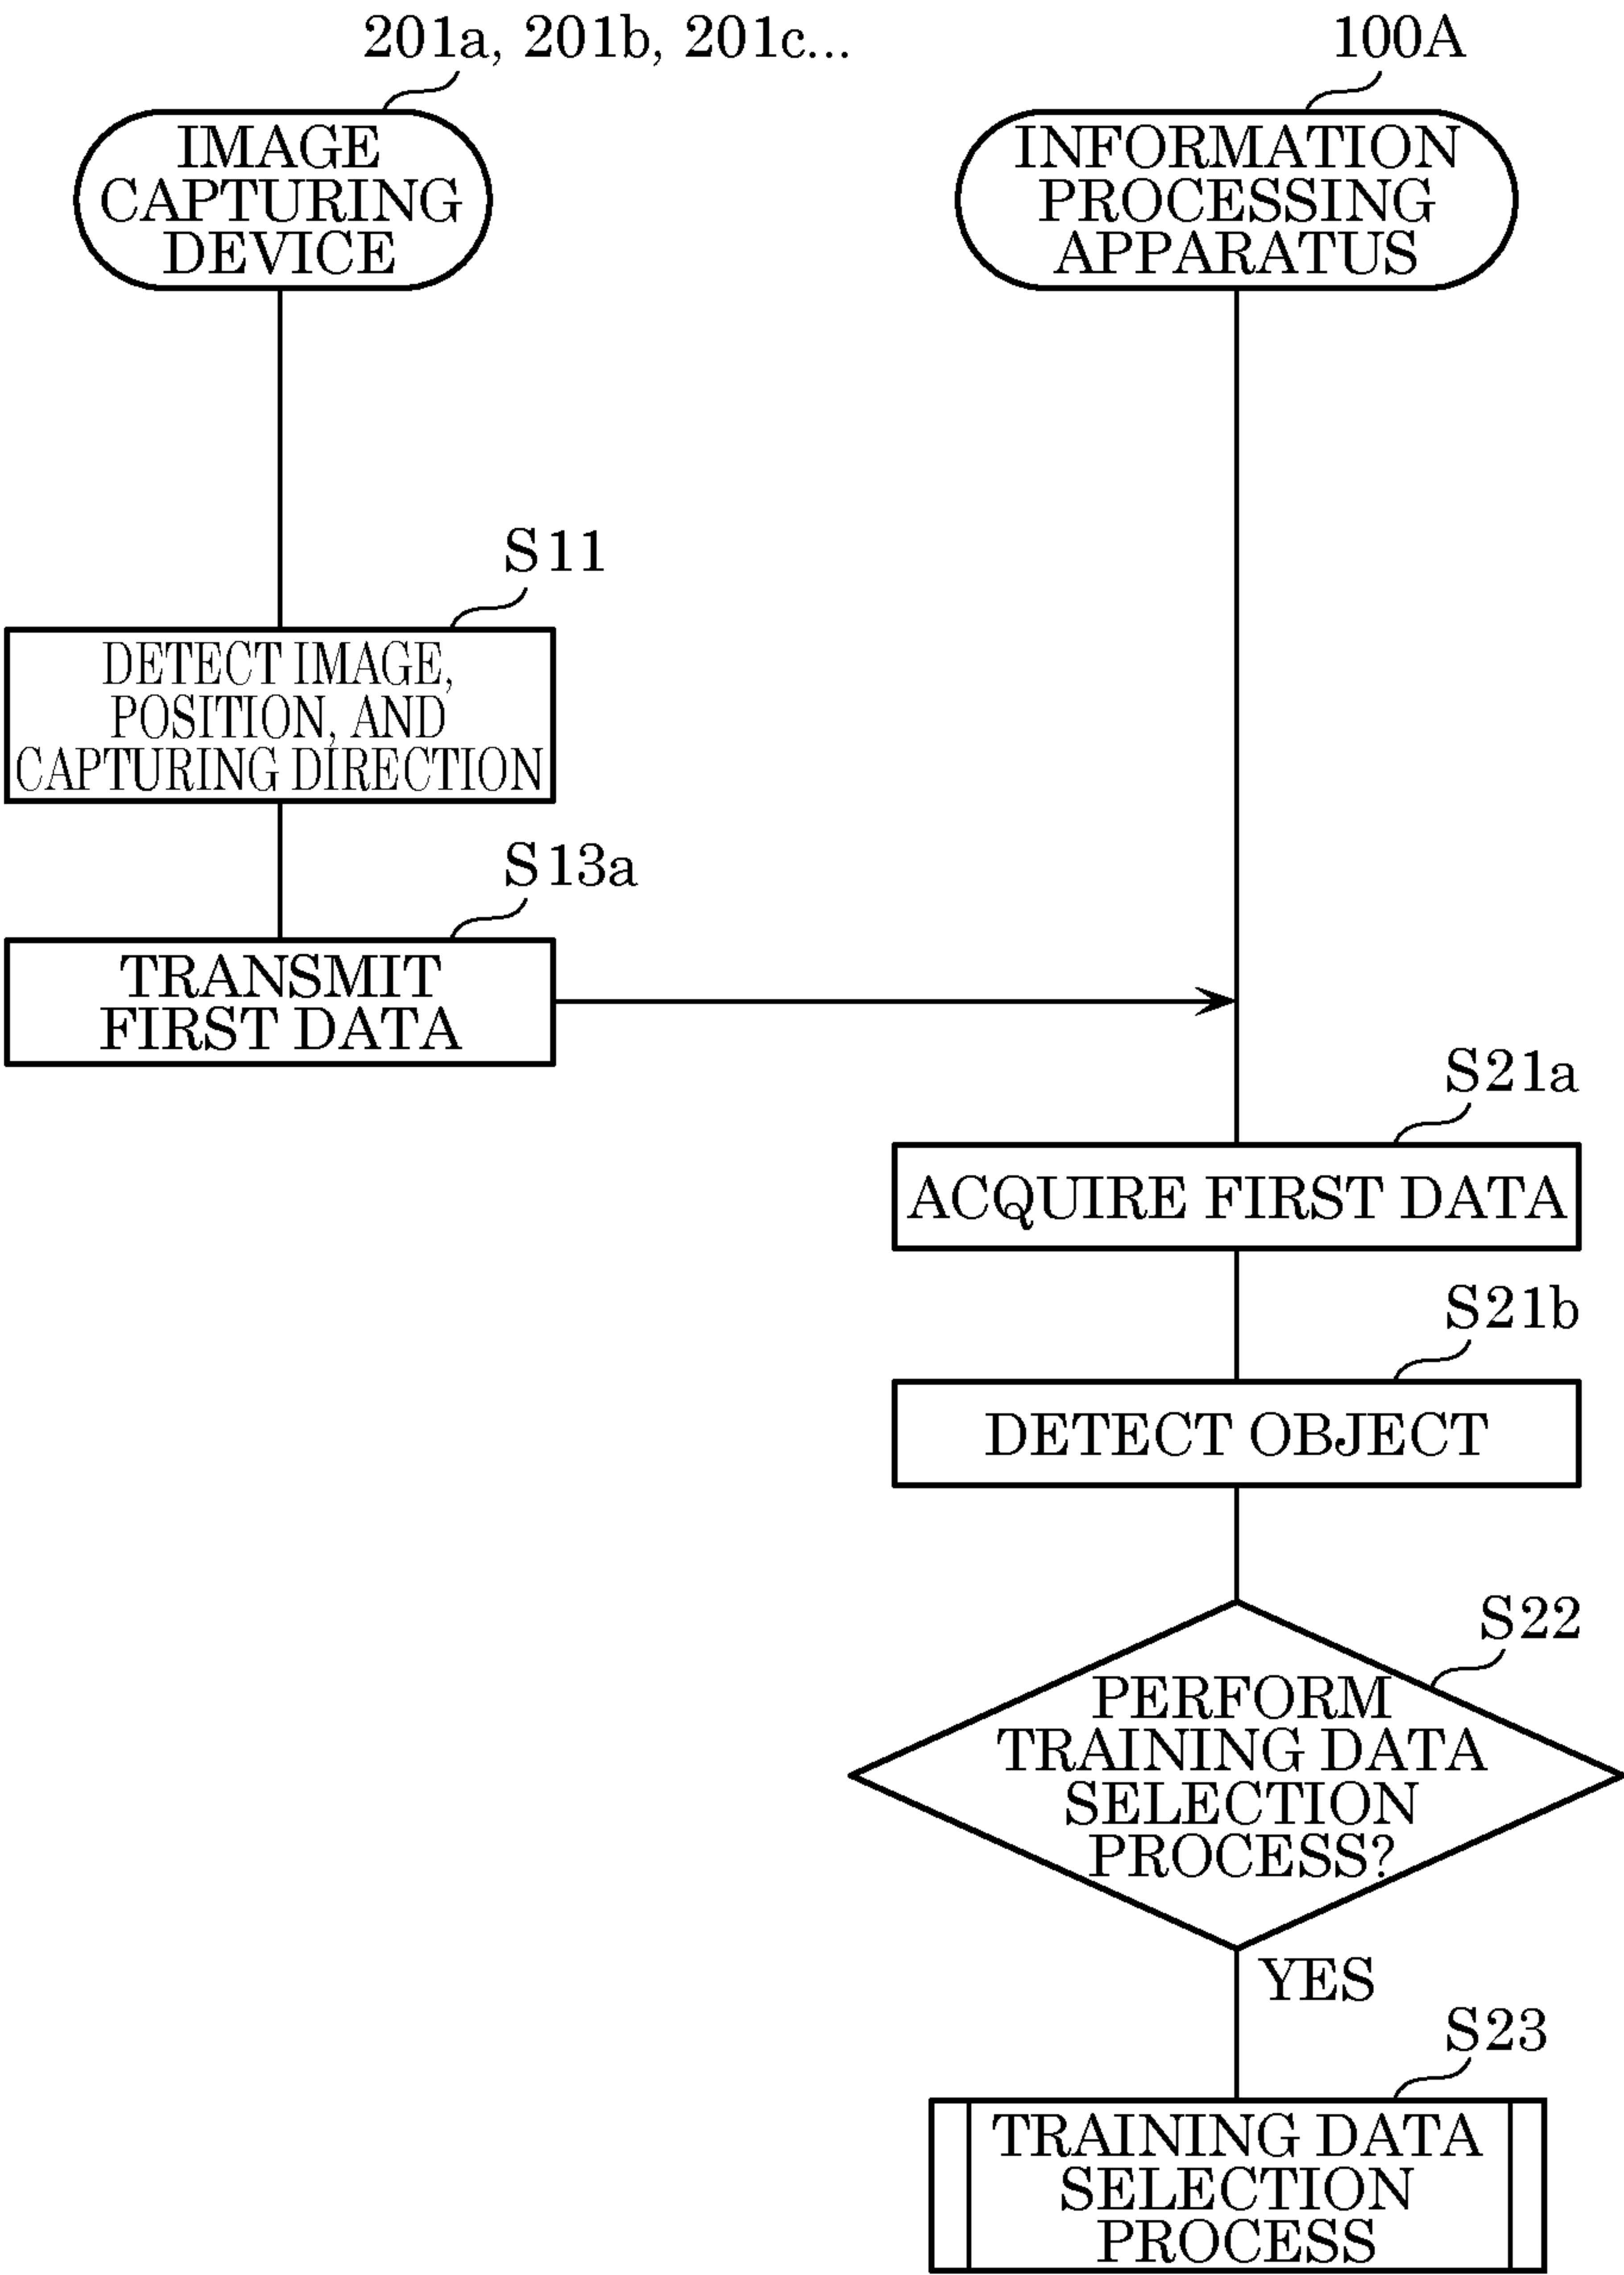 201a, 201b, 201c...
IMAGE
CAPTURING
DEVICE
100A
INFORMATION
PROCESSING
APPARATUS
S11
DETECT IMAGE,
POSITION, AND
CAPTURING DIRECTION
S13a
TRANSMIT
FIRST DATA
S21a
ACQUIRE FIRST DATA
S21b
DETECT OBJECT
S22
PERFORM
TRAINING DATA
SELECTION
PROCESS?
YES
S23
TRAINING DATA
SELECTION
PROCESS